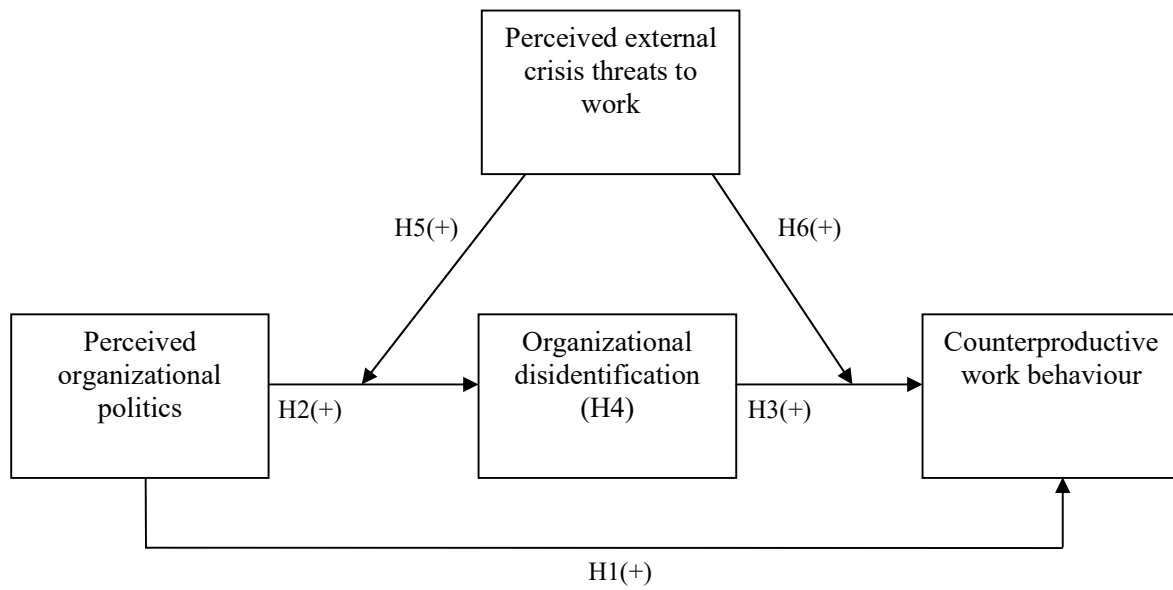 Perceived external
crisis threats to
work
H5(+)
H6(+)
Perceived
organizational
politics
Organizational
disidentification
(H4)
Counterproductive
work behaviour
H2(+)
H3(+)
H1(+)